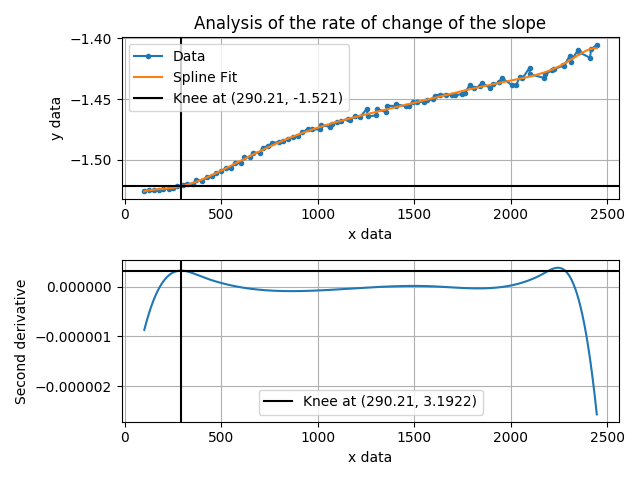 Analysis of the rate of change of the slope
−1.40
−1.45
−1.50
y data
Data
Spline Fit
Knee at (290.21, -1.521)
0 500 1000 1500 2000 2500
x data
0.000000
−0.000001
−0.000002
Second derivative
Knee at (290.21, 3.1922)
0 500 1000 1500 2000 2500
x data